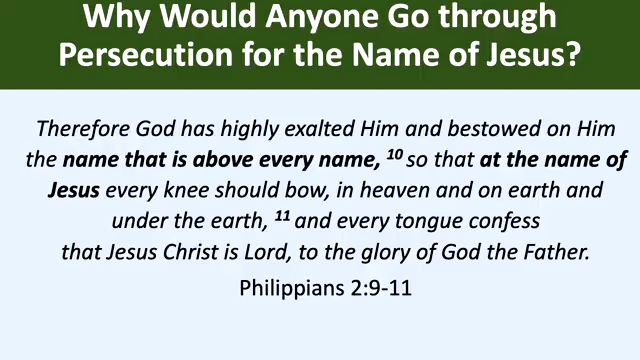 Why Would Anyone Go through
Persecution for the Name of Jesus?
Therefore God has highly exalted Him and bestowed on Him
the name that is above every name, 10 so that at the name of
Jesus every knee should bow, in heaven and on earth and
under the earth, 11 and every tongue confess
that Jesus Christ is Lord, to the glory of God the Father.
Philippians 2:9-11